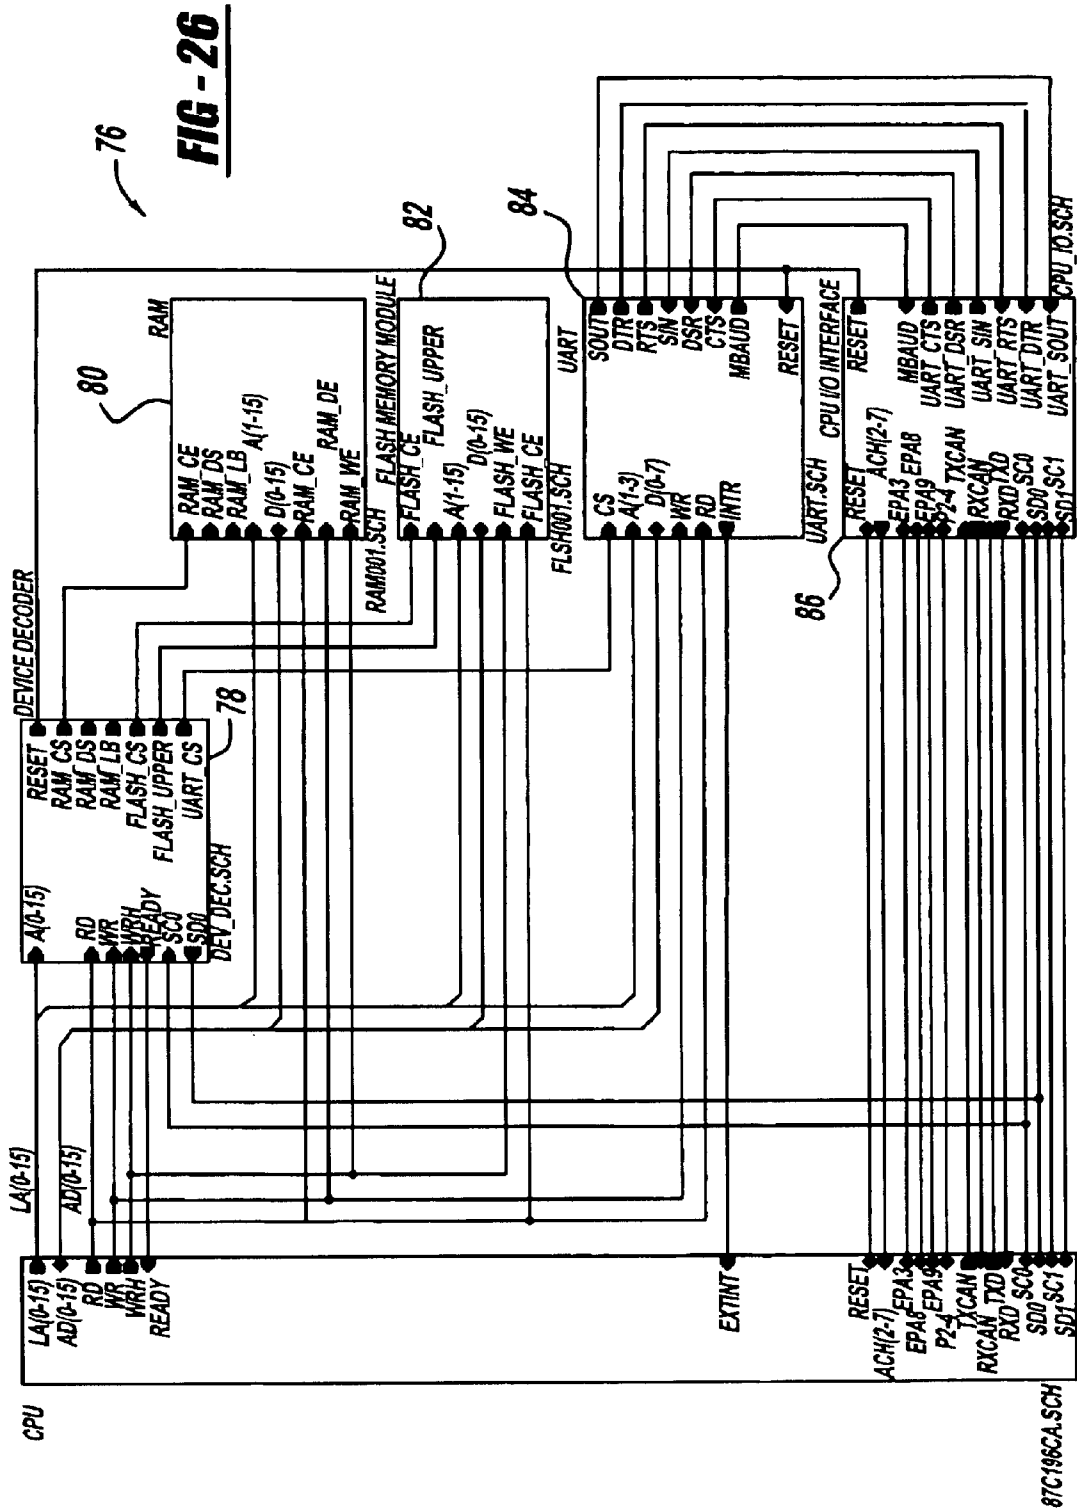 FIG - 26
76
CPU
LA(0-15)
AD(0-15)
RD
WR
WRH
READY
EXTINT
RESET
ACH(2-7)
EPA3
EPA8
EPA9
P2-4
TXCAN
RXCAN
TXD
RXD
SC0
SD0
SC1
SD1
87C196CA.SCH
LA(0-15)
AD(0-15)
DEVICE DECODER
A(0-15)
RD
WR
WRH
READY
SC0
SD0
RESET
RAM_CS
RAM_DS
RAM_LB
FLASH_CS
FLASH_UPPER
UART_CS
DEV_DEC.SCH
78
RAM
80
RAM_CE
RAM_DS
RAM_LB
A(1-15)
D(0-15)
RAM_CE
RAM_DE
RAM_WE
RAM001.SCH
FLASH MEMORY MODULE
82
FLASH_CE
FLASH_UPPER
A(1-15)
D(0-15)
FLASH_WE
FLASH_CE
FLSH001.SCH
UART
84
CS
A(1-3)
D(0-7)
WR
RD
INTR
SOUT
DTR
RTS
SIN
DSR
CTS
MBAUD
RESET
UART.SCH
CPU I/O INTERFACE
86
RESET
ACH(2-7)
EPA3
EPA8
EPA9
P2-4
TXCAN
RXCAN
TXD
RXD
SC0
SD0
SC1
SD1
RESET
MBAUD
UART_CTS
UART_DSR
UART_SIN
UART_RTS
UART_DTR
UART_SOUT
CPU_IO.SCH